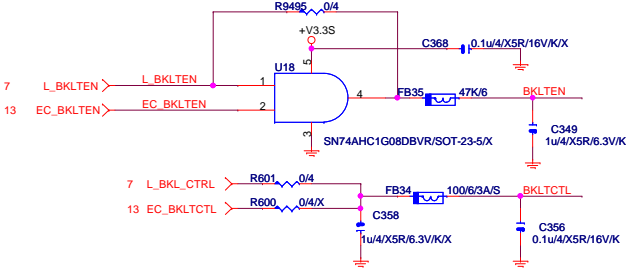 R9495 0/4
+V3.3S
C368 0.1u/4/X5R/16V/K/X
U18
5
7 L_BKLTEN L_BKLTEN 1
4 FB35 47K/6 BKLTEN
13 EC_BKLTEN EC_BKLTEN 2
C349
1u/4/X5R/6.3V/K
3
SN74AHC1G08DBVR/SOT-23-5/X
7 L_BKL_CTRL R601 0/4
FB34 100/6/3A/S BKLTCTL
13 EC_BKLTCTL R600 0/4/X
C358
1u/4/X5R/6.3V/K/X
C356
0.1u/4/X5R/16V/K